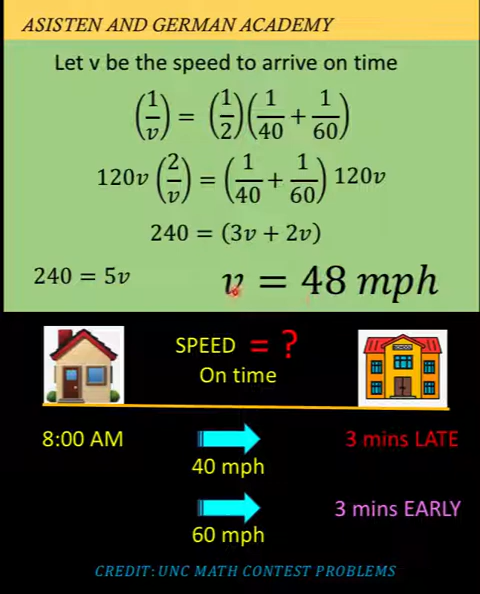 ASISTEN AND GERMAN ACADEMY
Let v be the speed to arrive on time
(1/v) = (1/2)(1/40 + 1/60)
120v (2/v) = (1/40 + 1/60) 120v
240 = (3v + 2v)
240 = 5v
v = 48 mph
SPEED = ?
On time
8:00 AM
3 mins LATE
40 mph
3 mins EARLY
60 mph
CREDIT: UNC MATH CONTEST PROBLEMS